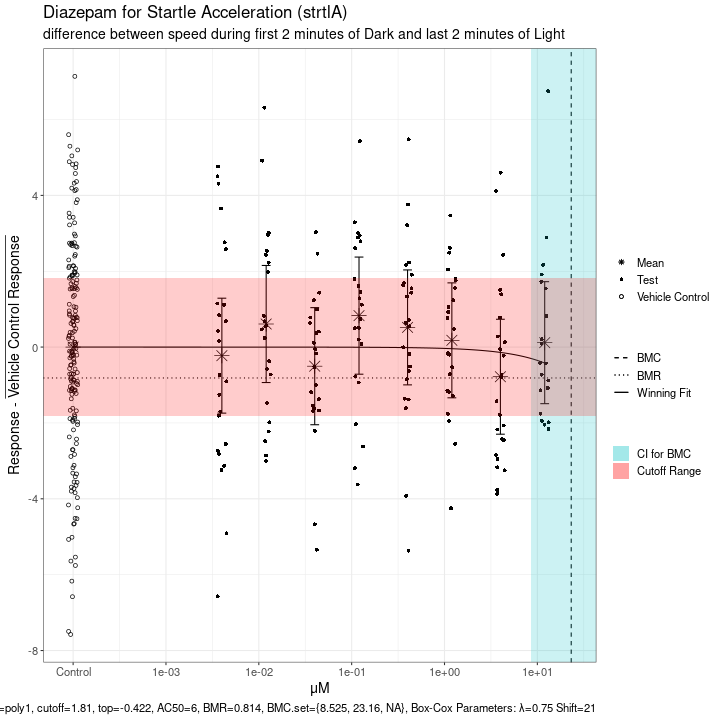 Diazepam for Startle Acceleration (strtlA)
difference between speed during first 2 minutes of Dark and last 2 minutes of Light
Response - Vehicle Control Response
4
0
-4
-8
Control
1e-03
1e-02
1e-01
1e+00
1e+01
μM
Mean
Test
Vehicle Control
BMC
BMR
Winning Fit
CI for BMC
Cutoff Range
=poly1, cutoff=1.81, top=-0.422, AC50=6, BMR=0.814, BMC.set={8.525, 23.16, NA}, Box-Cox Parameters: λ=0.75 Shift=21